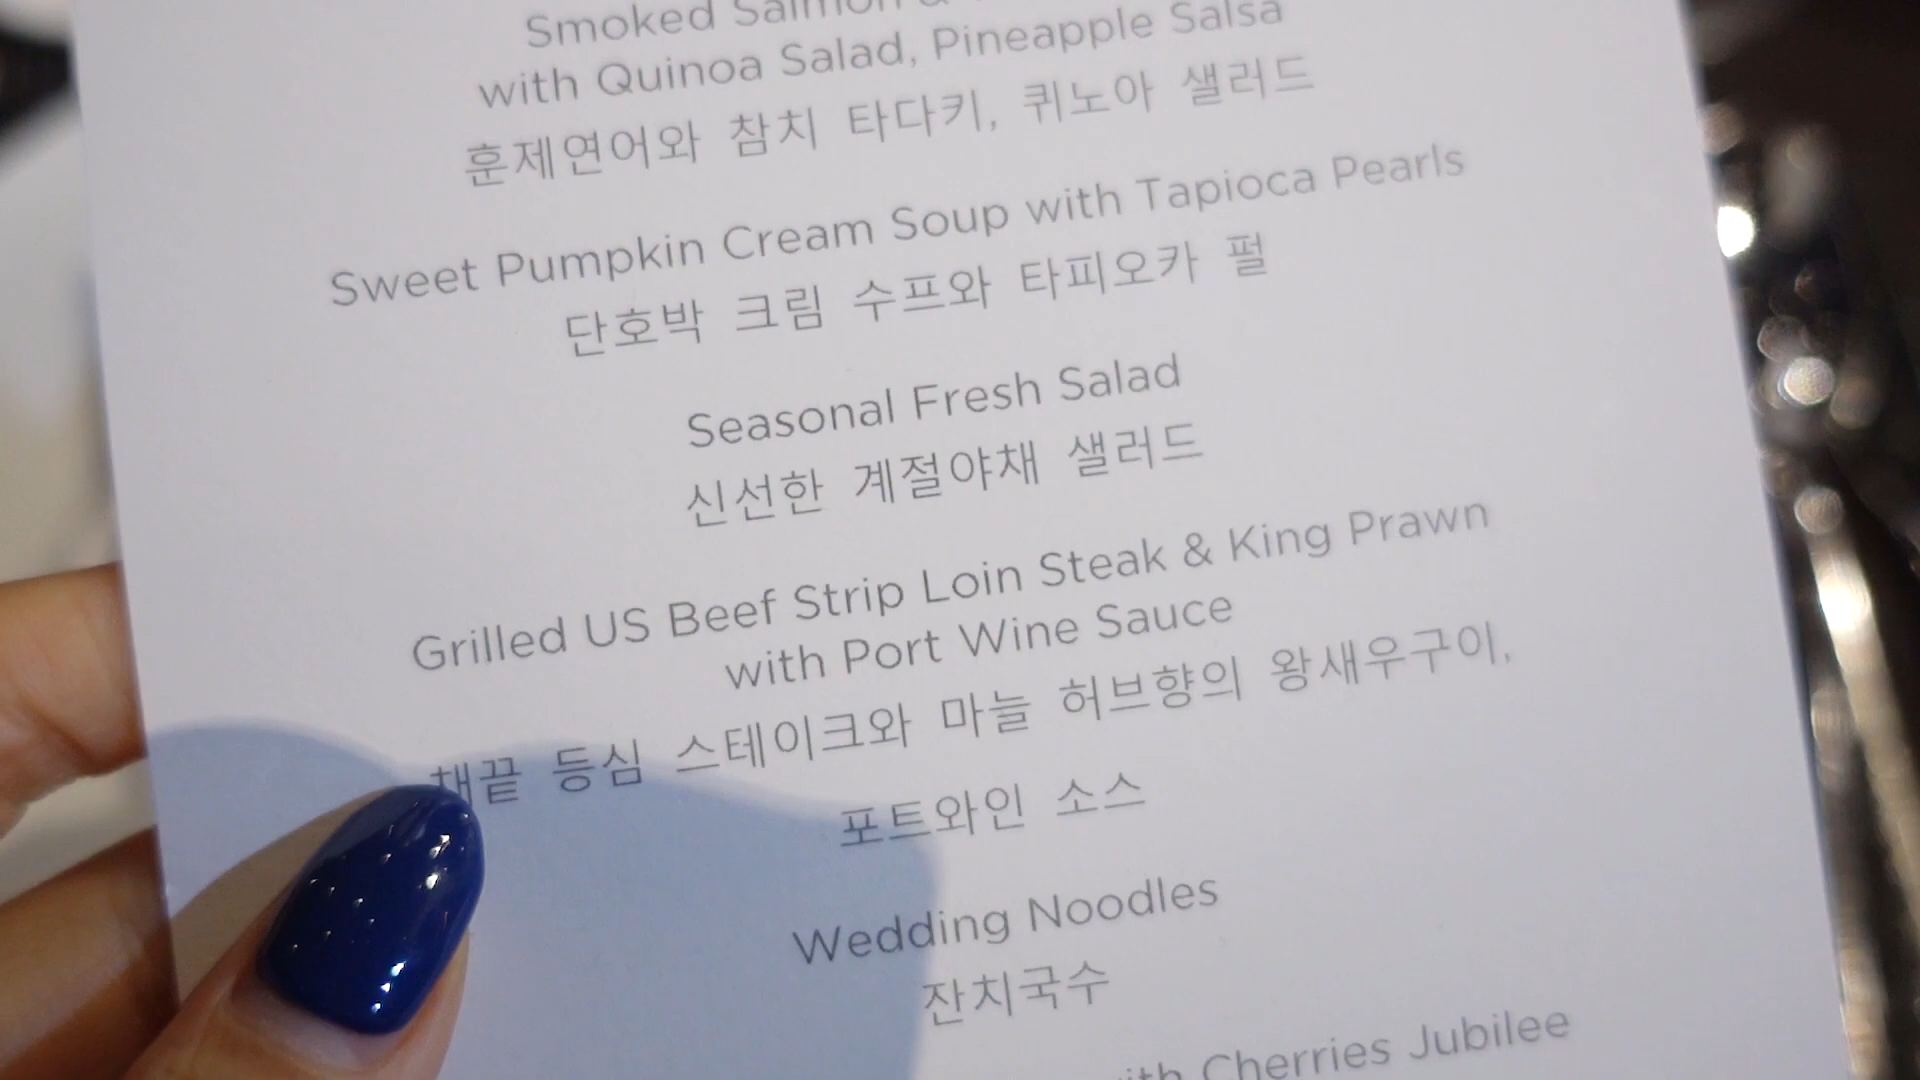 Smoked Salmon &
with Quinoa Salad, Pineapple Salsa
훈제연어와 참치 타다키, 퀴노아 샐러드
Sweet Pumpkin Cream Soup with Tapioca Pearls
단호박 크림 수프와 타피오카 펄
Seasonal Fresh Salad
신선한 계절야채 샐러드
Grilled US Beef Strip Loin Steak & King Prawn
with Port Wine Sauce
채끝 등심 스테이크와 마늘 허브향의 왕새우구이,
포트와인 소스
Wedding Noodles
잔치국수
with Cherries Jubilee